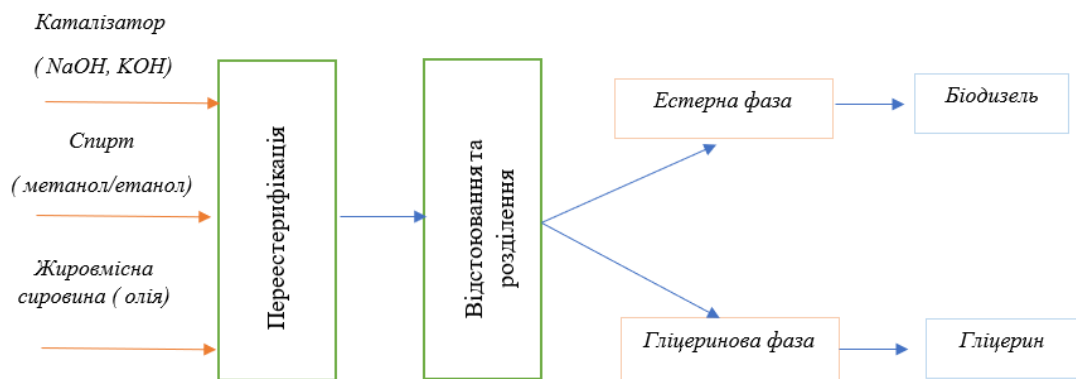 Каталізатор
( NaOH, KOH)
Спирт
( метанол/етанол)
Жировмісна
сировина ( олія)
Переестерифікація
Відстоювання та
розділення
Естерна фаза
Біодизель
Гліцеринова фаза
Гліцерин